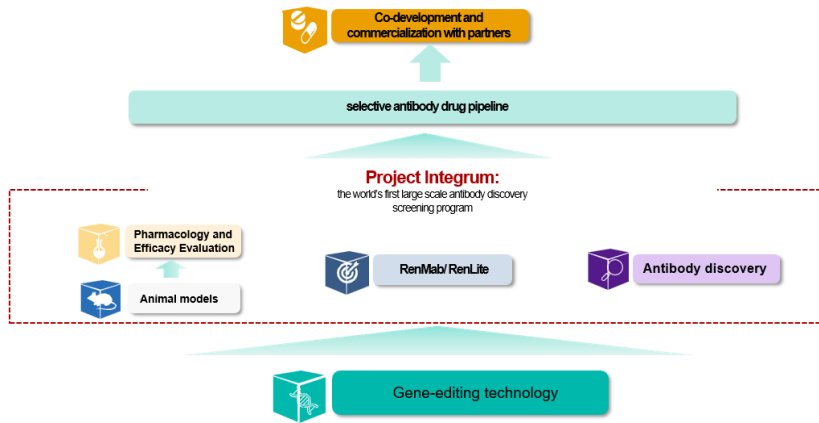 Co-development and
commercialization with partners
selective antibody drug pipeline
Project Integrum:
the world's first large scale antibody discovery
screening program
Pharmacology and
Efficacy Evaluation
Animal models
RenMab/ RenLite
Antibody discovery
Gene-editing technology